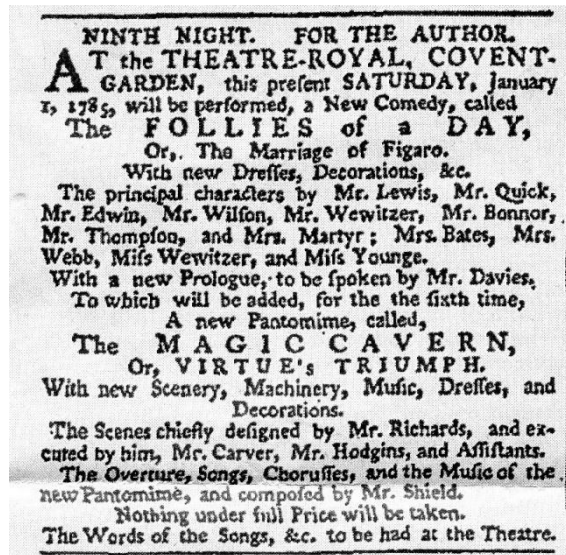 NINTH NIGHT. FOR THE AUTHOR.
AT the THEATRE-ROYAL, COVENT-
GARDEN, this preſent SATURDAY, January
1, 1785, will be performed, a New Comedy, called
The FOLLIES of a DAY,
Or, The Marriage of Figaro.
With new Dreſſes, Decorations, &c.
The principal characters by Mr. Lewis, Mr. Quick,
Mr. Edwin, Mr. Wilſon, Mr. Wewitzer, Mr. Bonnor,
Mr. Thompſon, and Mrs. Martyr; Mrs. Bates, Mrs.
Webb, Miſs Wewitzer, and Miſs Younge.
With a new Prologue, to be ſpoken by Mr. Davies.
To which will be added, for the the ſixth time,
A new Pantomime, called,
The MAGIC CAVERN,
Or, VIRTUE's TRIUMPH.
With new Scenery, Machinery, Muſic, Dreſſes, and
Decorations.
The Scenes chiefly deſigned by Mr. Richards, and ex-
cuted by him, Mr. Carver, Mr. Hodgins, and Aſſiſtants.
The Overture, Songs, Choruſſes, and the Muſic of the
new Pantomime, and compoſed by Mr. Shield.
Nothing under full Price will be taken.
The Words of the Songs, &c. to be had at the Theatre.